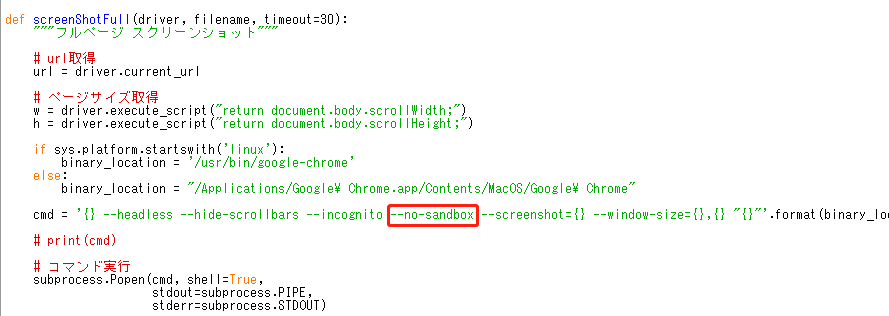 def screenShotFull(driver, filename, timeout=30):
    """フルページ スクリーンショット"""
    # url取得
    url = driver.current_url
    # ページサイズ取得
    w = driver.execute_script("return document.body.scrollWidth;")
    h = driver.execute_script("return document.body.scrollHeight;")
    if sys.platform.startswith('linux'):
        binary_location = '/usr/bin/google-chrome'
    else:
        binary_location = "/Applications/Google\ Chrome.app/Contents/MacOS/Google\ Chrome"
    cmd = '{} --headless --hide-scrollbars --incognito --no-sandbox --screenshot={} --window-size={},{} "{}"'.format(binary_lo
    # print(cmd)
    # コマンド実行
    subprocess.Popen(cmd, shell=True,
                     stdout=subprocess.PIPE,
                     stderr=subprocess.STDOUT)